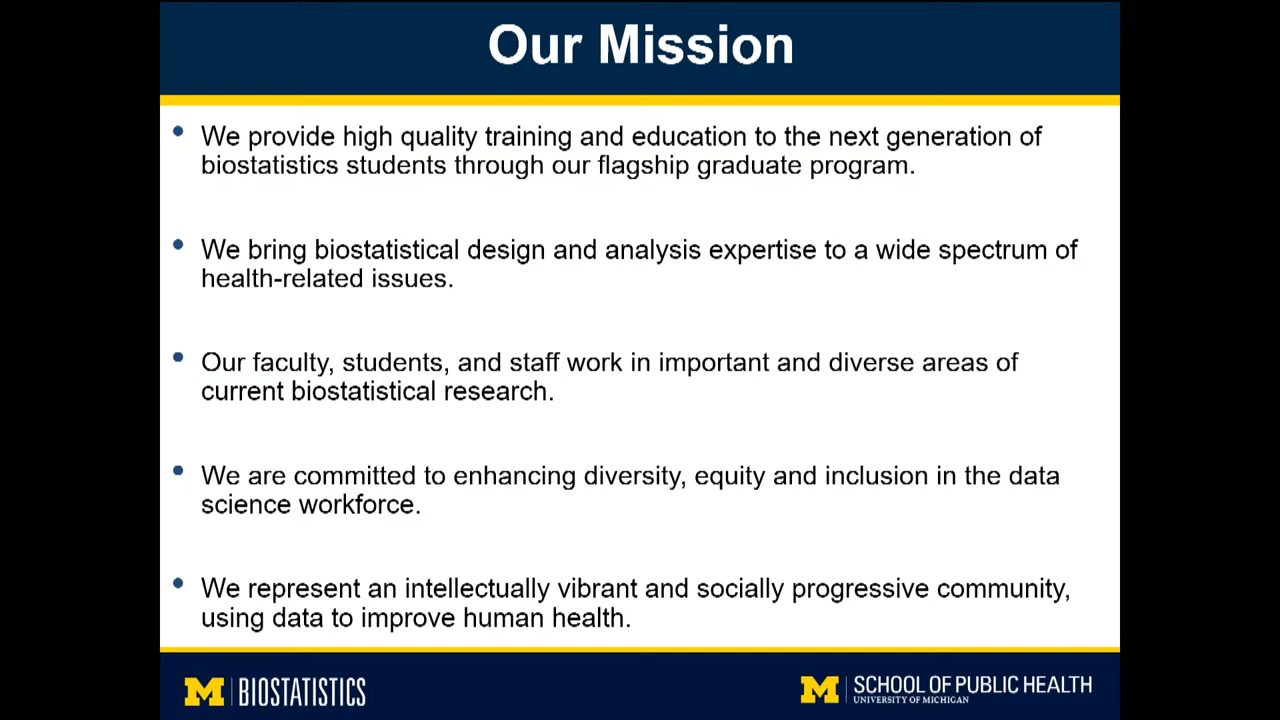 Our Mission
• We provide high quality training and education to the next generation of
biostatistics students through our flagship graduate program.
• We bring biostatistical design and analysis expertise to a wide spectrum of
health-related issues.
• Our faculty, students, and staff work in important and diverse areas of
current biostatistical research.
• We are committed to enhancing diversity, equity and inclusion in the data
science workforce.
• We represent an intellectually vibrant and socially progressive community,
using data to improve human health.
M BIOSTATISTICS
M SCHOOL OF PUBLIC HEALTH
UNIVERSITY OF MICHIGAN